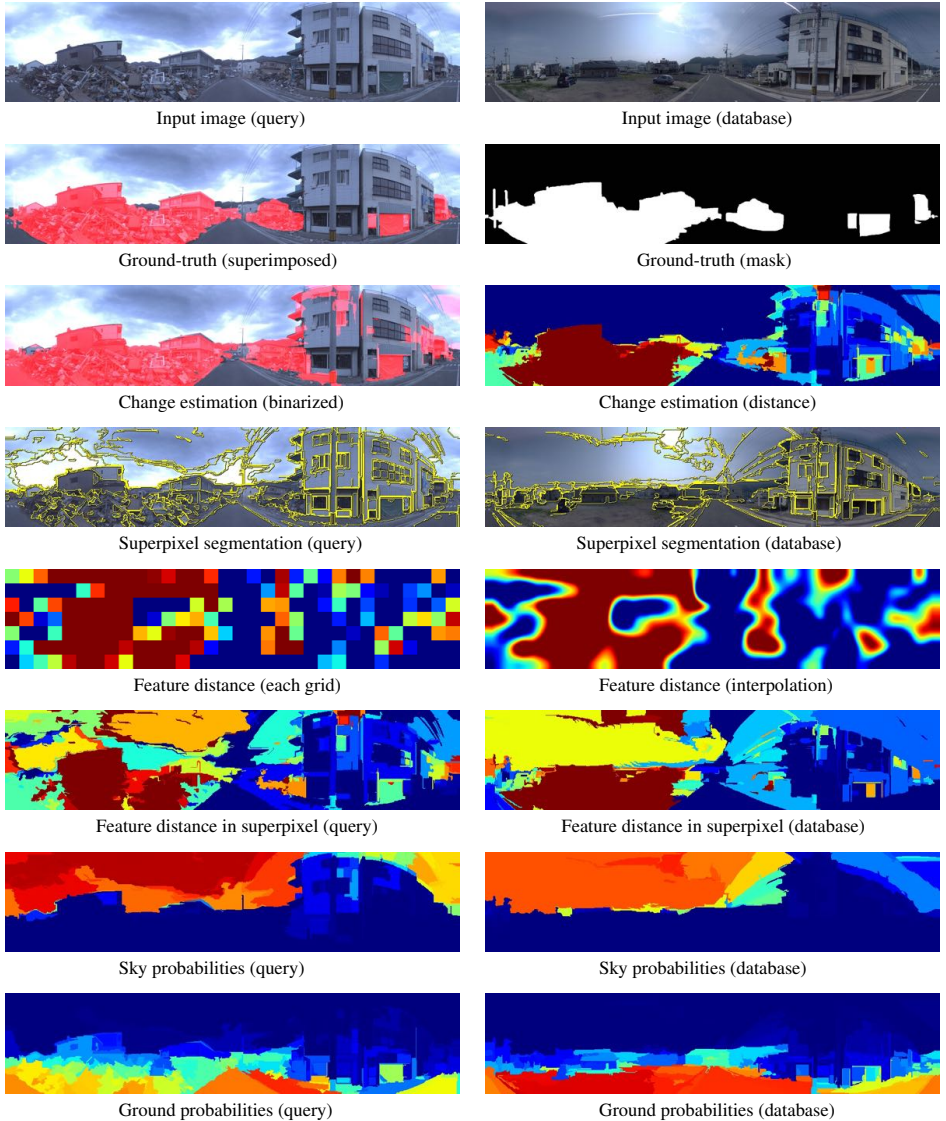 Input image (query)
Input image (database)
Ground-truth (superimposed)
Ground-truth (mask)
Change estimation (binarized)
Change estimation (distance)
Superpixel segmentation (query)
Superpixel segmentation (database)
Feature distance (each grid)
Feature distance (interpolation)
Feature distance in superpixel (query)
Feature distance in superpixel (database)
Sky probabilities (query)
Sky probabilities (database)
Ground probabilities (query)
Ground probabilities (database)